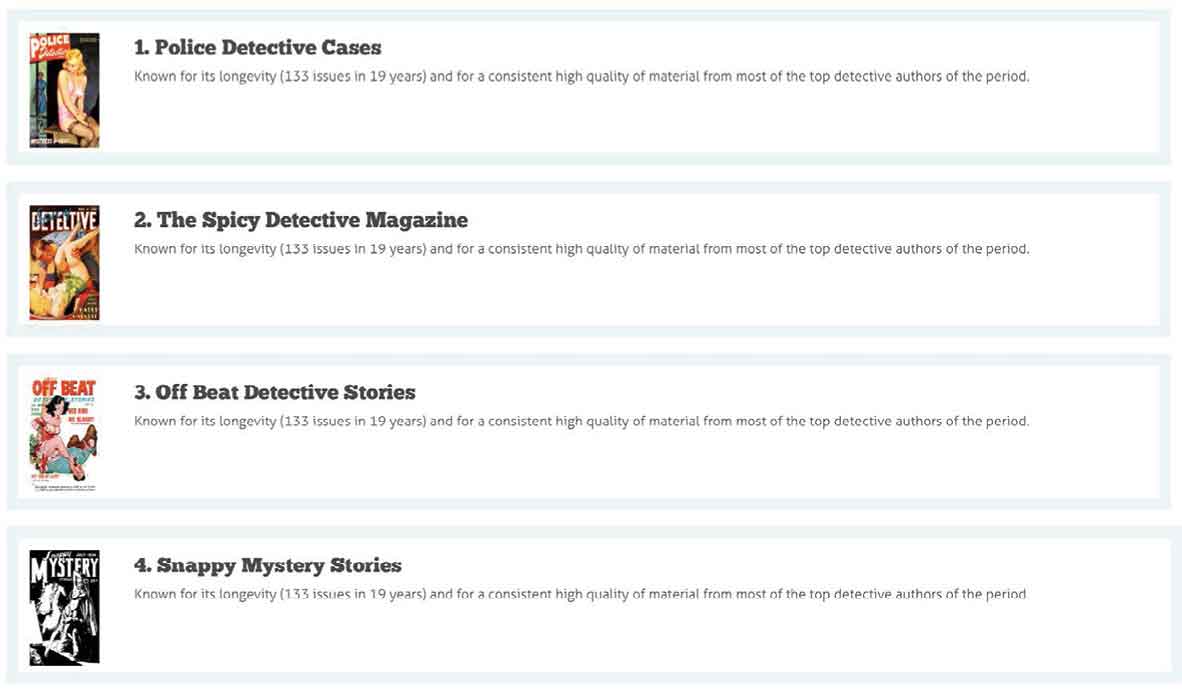 POLICE
Detective
1. Police Detective Cases
Known for its longevity (133 issues in 19 years) and for a consistent high quality of material from most of the top detective authors of the period.
DETECTIVE
2. The Spicy Detective Magazine
Known for its longevity (133 issues in 19 years) and for a consistent high quality of material from most of the top detective authors of the period.
OFF BEAT
DETECTIVE STORIES
3. Off Beat Detective Stories
Known for its longevity (133 issues in 19 years) and for a consistent high quality of material from most of the top detective authors of the period.
MYSTERY
4. Snappy Mystery Stories
Known for its longevity (133 issues in 19 years) and for a consistent high quality of material from most of the top detective authors of the period